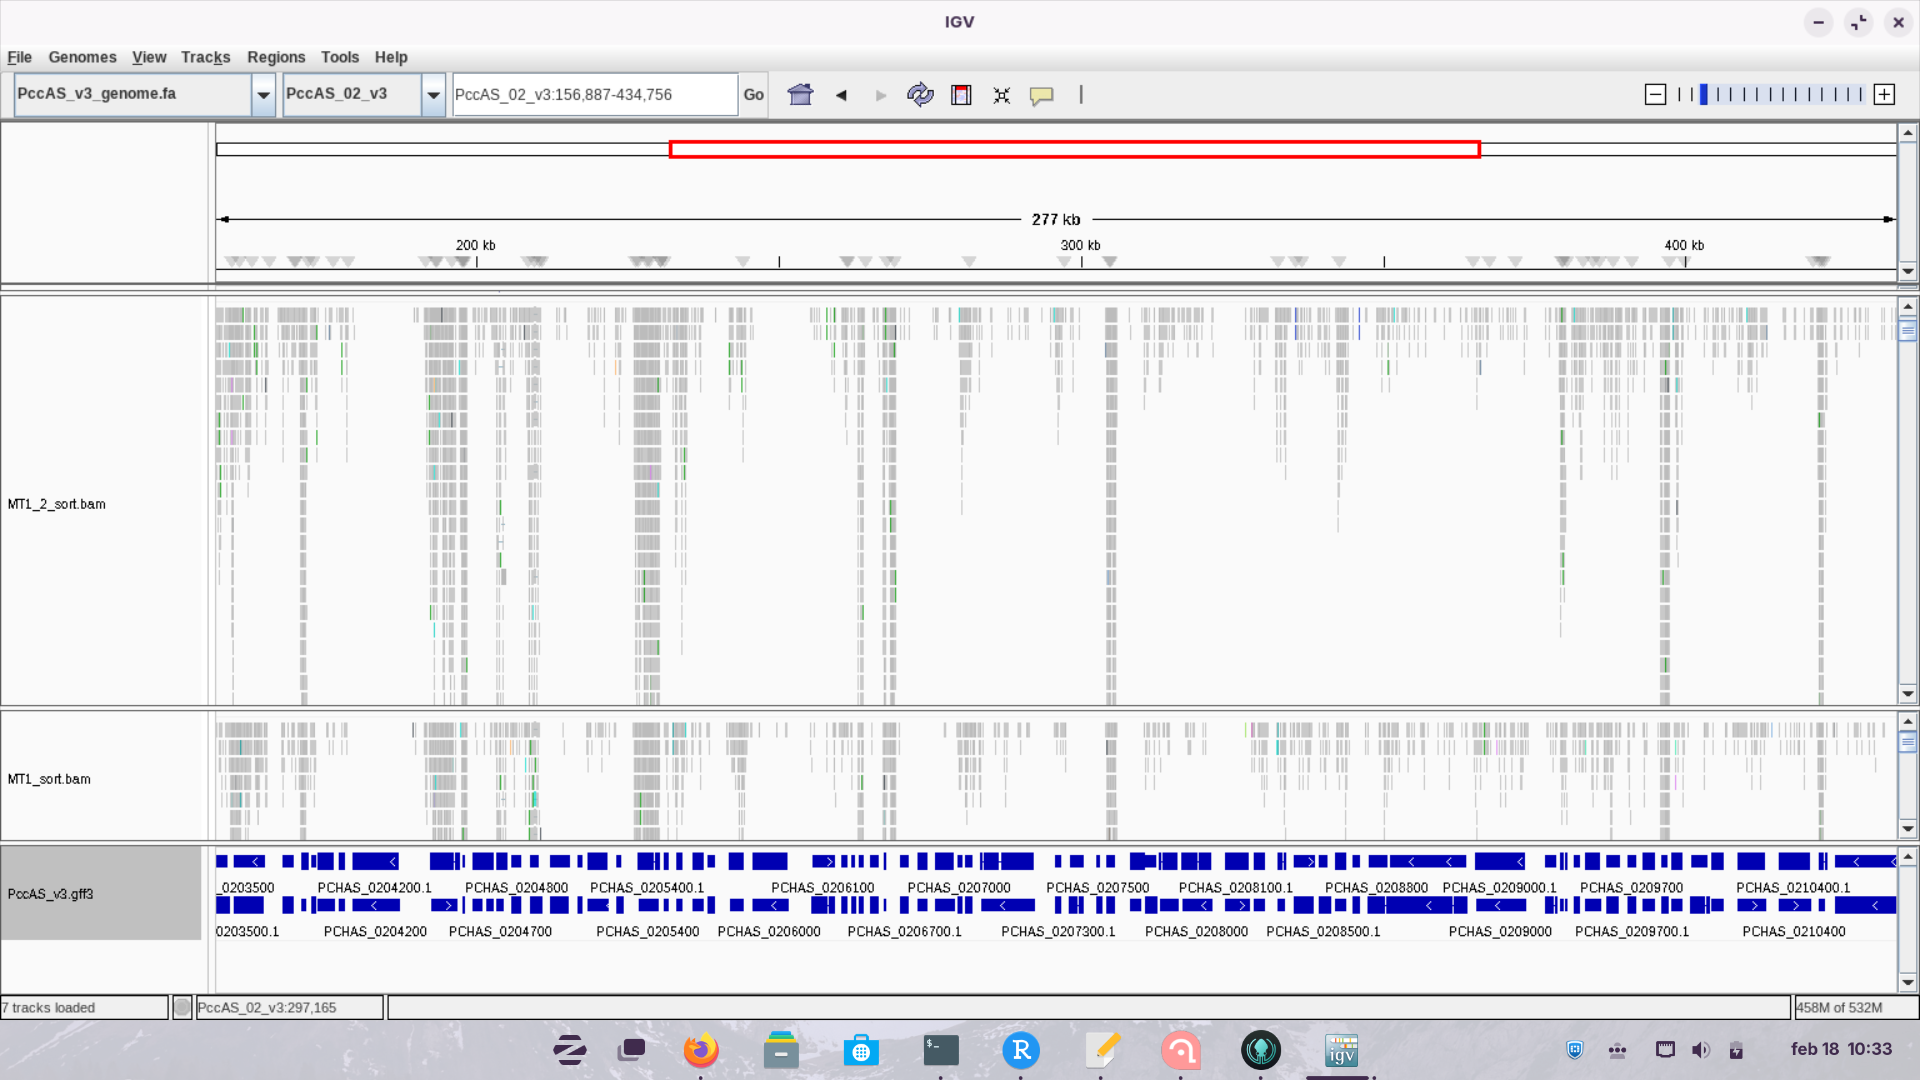 IGV
File Genomes View Tracks Regions Tools Help
PccAS_v3_genome.fa PccAS_02_v3 PccAS_02_v3:156,887-434,756 Go
277 kb
200 kb 300 kb 400 kb
MT1_2_sort.bam
MT1_sort.bam
PccAS_v3.gff3
_0203500 PCHAS_0204200.1 PCHAS_0204800 PCHAS_0205400.1 PCHAS_0206100 PCHAS_0207000 PCHAS_0207500 PCHAS_0208100.1 PCHAS_0208800 PCHAS_0209000.1 PCHAS_0209700 PCHAS_0210400.1
0203500.1 PCHAS_0204200 PCHAS_0204700 PCHAS_0205400 PCHAS_0206000 PCHAS_0206700.1 PCHAS_0207300.1 PCHAS_0208000 PCHAS_0208500.1 PCHAS_0209000 PCHAS_0209700.1 PCHAS_0210400
7 tracks loaded PccAS_02_v3:297,165 458M of 532M
$- R igv feb 18 10:33